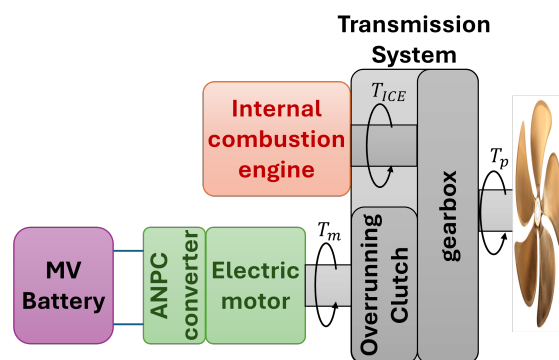 Transmission
System
Internal
combustion
engine
T_ICE
T_p
gearbox
Overrunning
Clutch
T_m
MV
Battery
ANPC
converter
Electric
motor